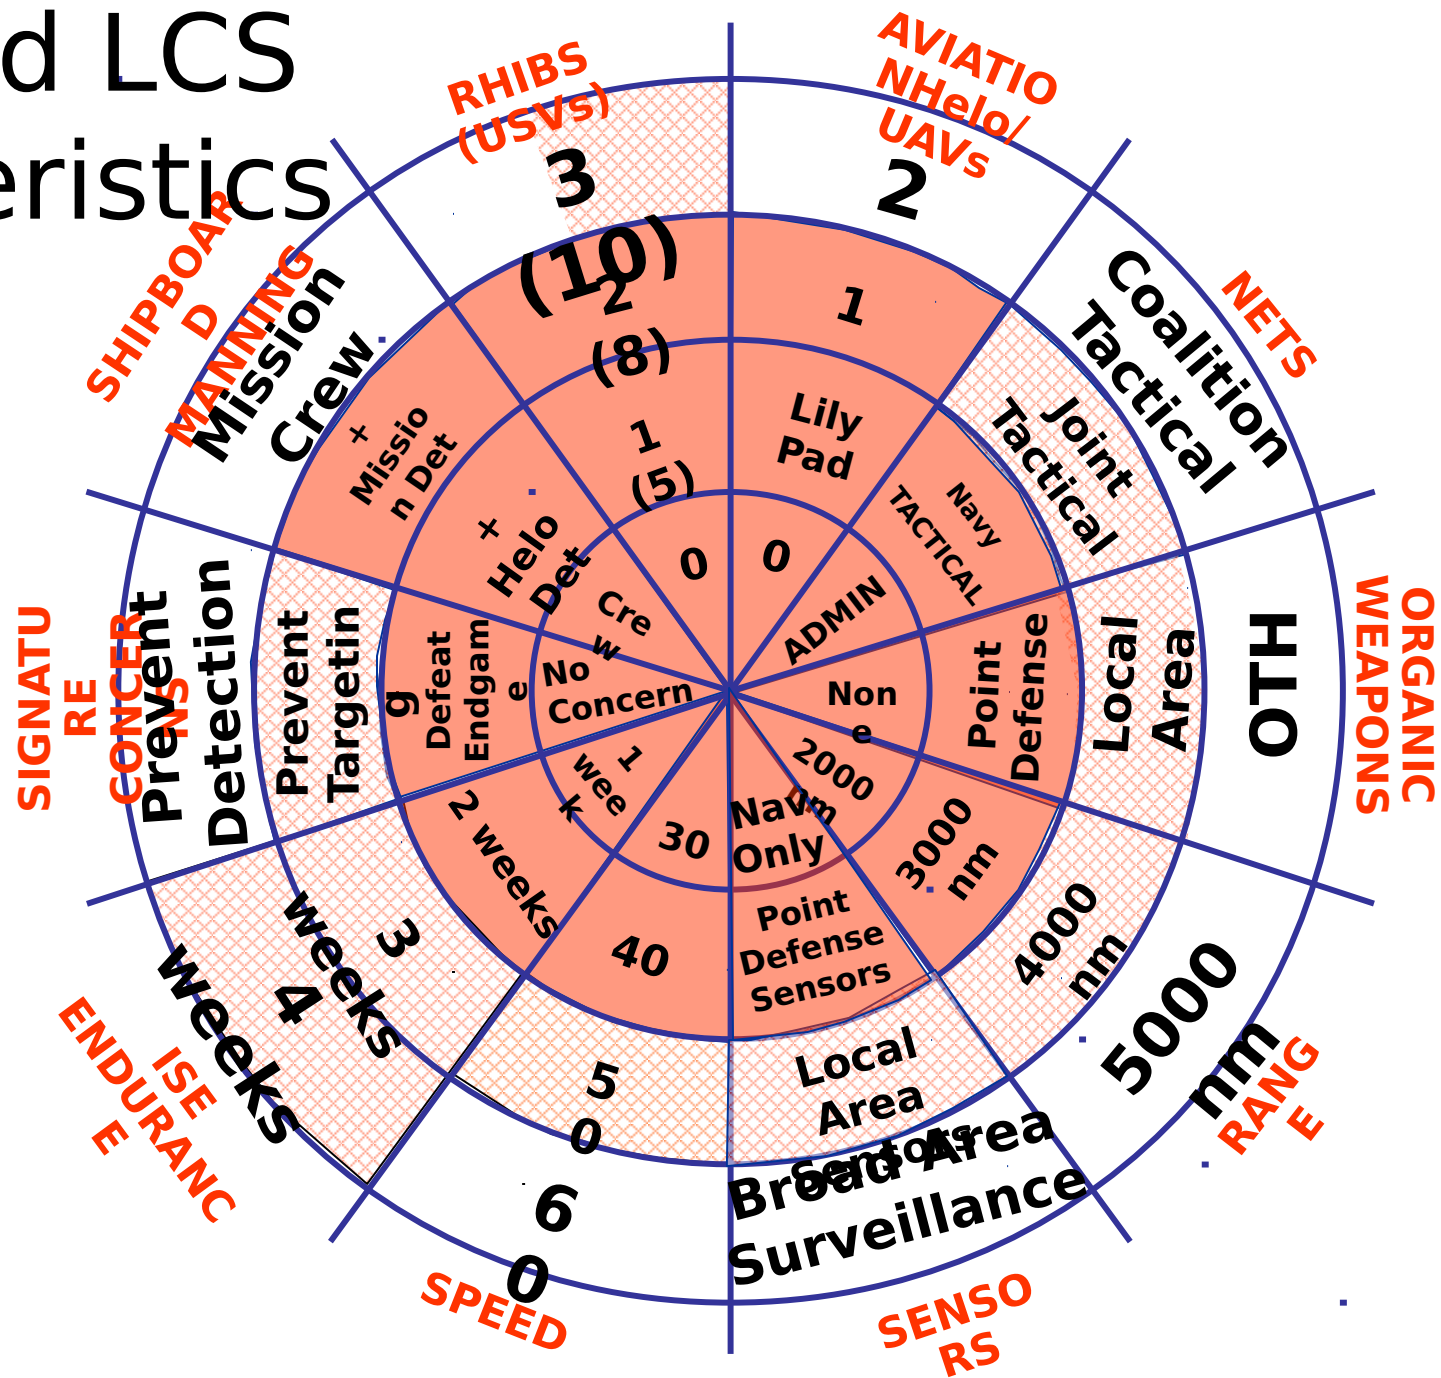 d LCS
eristics
RHIBS
(USVs)
3
(10)
2
(8)
1
(5)
0
AVIATIO
NHelo/
UAVs
2
1
Lily
Pad
0
NETS
Coalition
Tactical
Joint
Tactical
Navy
TACTICAL
ADMIN
ORGANIC
WEAPONS
OTH
Local
Area
Point
Defense
Non
e
RANG
E
5000
nm
4000
nm
3000
nm
2000
nm
SENSO
RS
Broad Area
Surveillance
Local
Area
Sensors
Point
Defense
Sensors
Nav
Only
SPEED
6
0
5
0
40
30
ISE
ENDURANC
E
4
weeks
3
weeks
2 weeks
1
wee
k
SIGNATU
RE
CONCER
NS
Prevent
Detection
Prevent
Targetin
g
Defeat
Endgam
e
No
Concern
SHIPBOAR
D
MANNING
Mission
Crew
+
Missio
n Det
+
Helo
Det
Cre
w